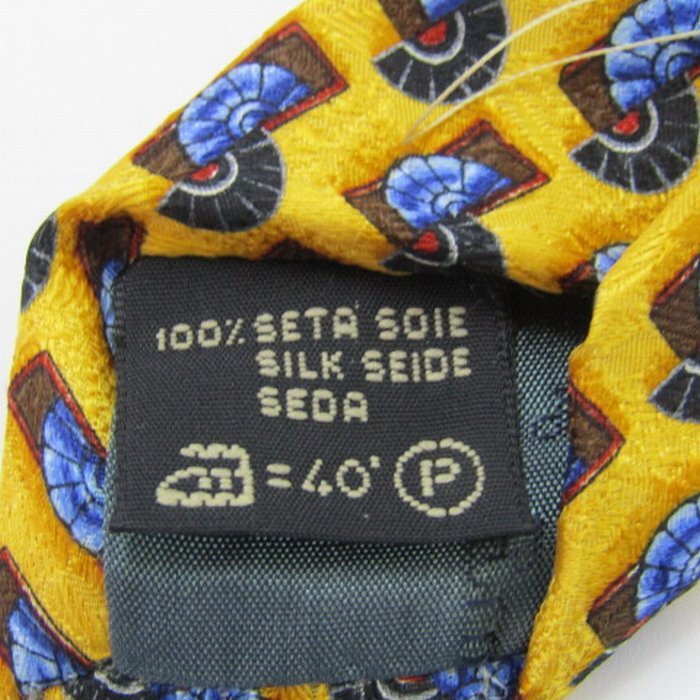 100% SETA SOIE
SILK SEIDE
SEDA
= 40' P